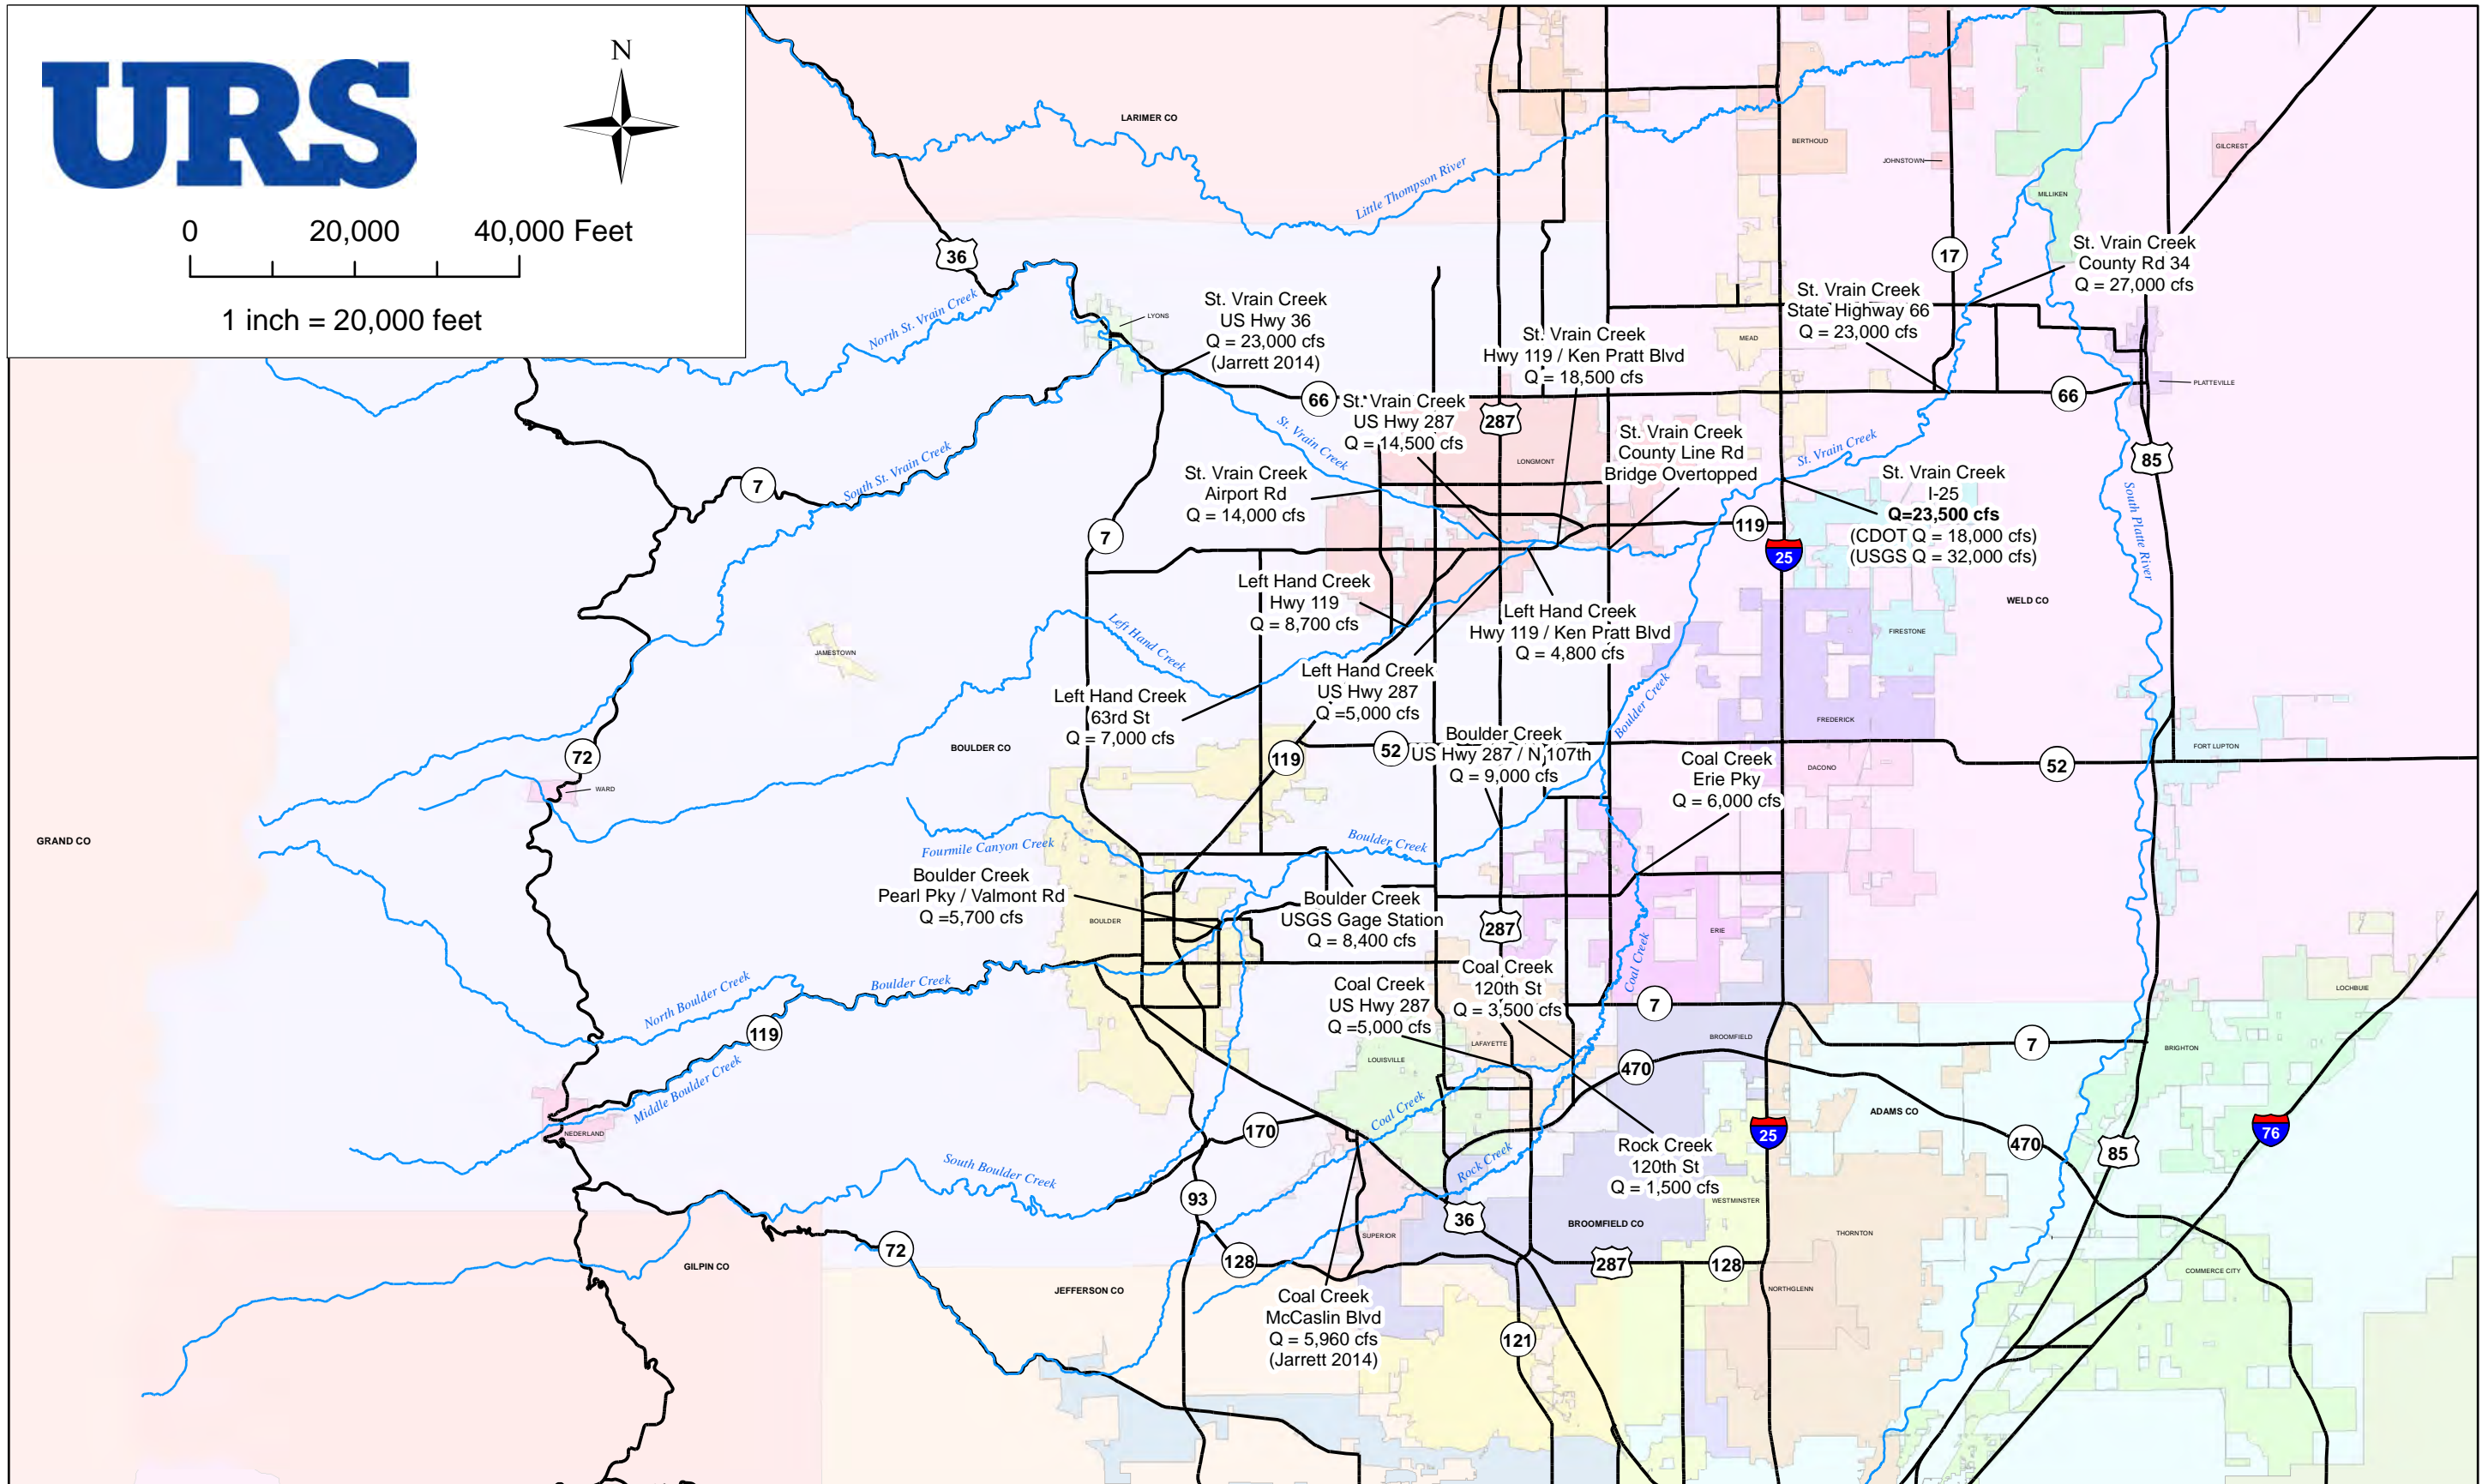 URS
N
0 20,000 40,000 Feet
1 inch = 20,000 feet
LARIMER CO
BERTHOUD
JOHNSTOWN
GILCREST
MILLIKEN
Little Thompson River
36
17
St. Vrain Creek
County Rd 34
Q = 27,000 cfs
St. Vrain Creek
State Highway 66
Q = 23,000 cfs
St. Vrain Creek
US Hwy 36
Q = 23,000 cfs
(Jarrett 2014)
North St. Vrain Creek
LYONS
St. Vrain Creek
Hwy 119 / Ken Pratt Blvd
Q = 18,500 cfs
MEAD
PLATTEVILLE
66
St. Vrain Creek
US Hwy 287
Q = 14,500 cfs
287
66
St. Vrain Creek
St. Vrain Creek
County Line Rd
Bridge Overtopped
LONGMONT
St. Vrain Creek
85
South St. Vrain Creek
7
St. Vrain Creek
Airport Rd
Q = 14,000 cfs
St. Vrain Creek
I-25
Q=23,500 cfs
(CDOT Q = 18,000 cfs)
(USGS Q = 32,000 cfs)
South Platte River
119
7
25
Left Hand Creek
Hwy 119
Q = 8,700 cfs
Left Hand Creek
Hwy 119 / Ken Pratt Blvd
Q = 4,800 cfs
WELD CO
FIRESTONE
JAMESTOWN
Left Hand Creek
Left Hand Creek
US Hwy 287
Q =5,000 cfs
Left Hand Creek
63rd St
Q = 7,000 cfs
Boulder Creek
FREDERICK
BOULDER CO
72
119
52
Boulder Creek
US Hwy 287 / N 107th
Q = 9,000 cfs
Coal Creek
Erie Pky
Q = 6,000 cfs
FORT LUPTON
DACONO
52
WARD
GRAND CO
Fourmile Canyon Creek
Boulder Creek
Boulder Creek
Pearl Pky / Valmont Rd
Q =5,700 cfs
BOULDER
Boulder Creek
USGS Gage Station
Q = 8,400 cfs
287
ERIE
Coal Creek
North Boulder Creek
Boulder Creek
Coal Creek
US Hwy 287
Q =5,000 cfs
Coal Creek
120th St
Q = 3,500 cfs
LOCHBUIE
7
119
Middle Boulder Creek
LOUISVILLE
LAFAYETTE
BROOMFIELD
7
BRIGHTON
470
NEDERLAND
Coal Creek
ADAMS CO
170
25
470
85
76
South Boulder Creek
Rock Creek
Rock Creek
120th St
Q = 1,500 cfs
93
WESTMINSTER
36
BROOMFIELD CO
SUPERIOR
THORNTON
72
128
287
128
GILPIN CO
JEFFERSON CO
NORTHGLENN
COMMERCE CITY
Coal Creek
McCaslin Blvd
Q = 5,960 cfs
(Jarrett 2014)
121